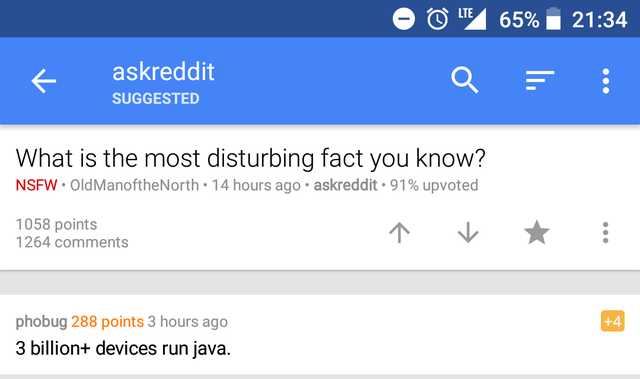 LTE 65% 21:34
askreddit
SUGGESTED
What is the most disturbing fact you know?
NSFW • OldManoftheNorth • 14 hours ago • askreddit • 91% upvoted
1058 points
1264 comments
phobug 288 points 3 hours ago +4
3 billion+ devices run java.